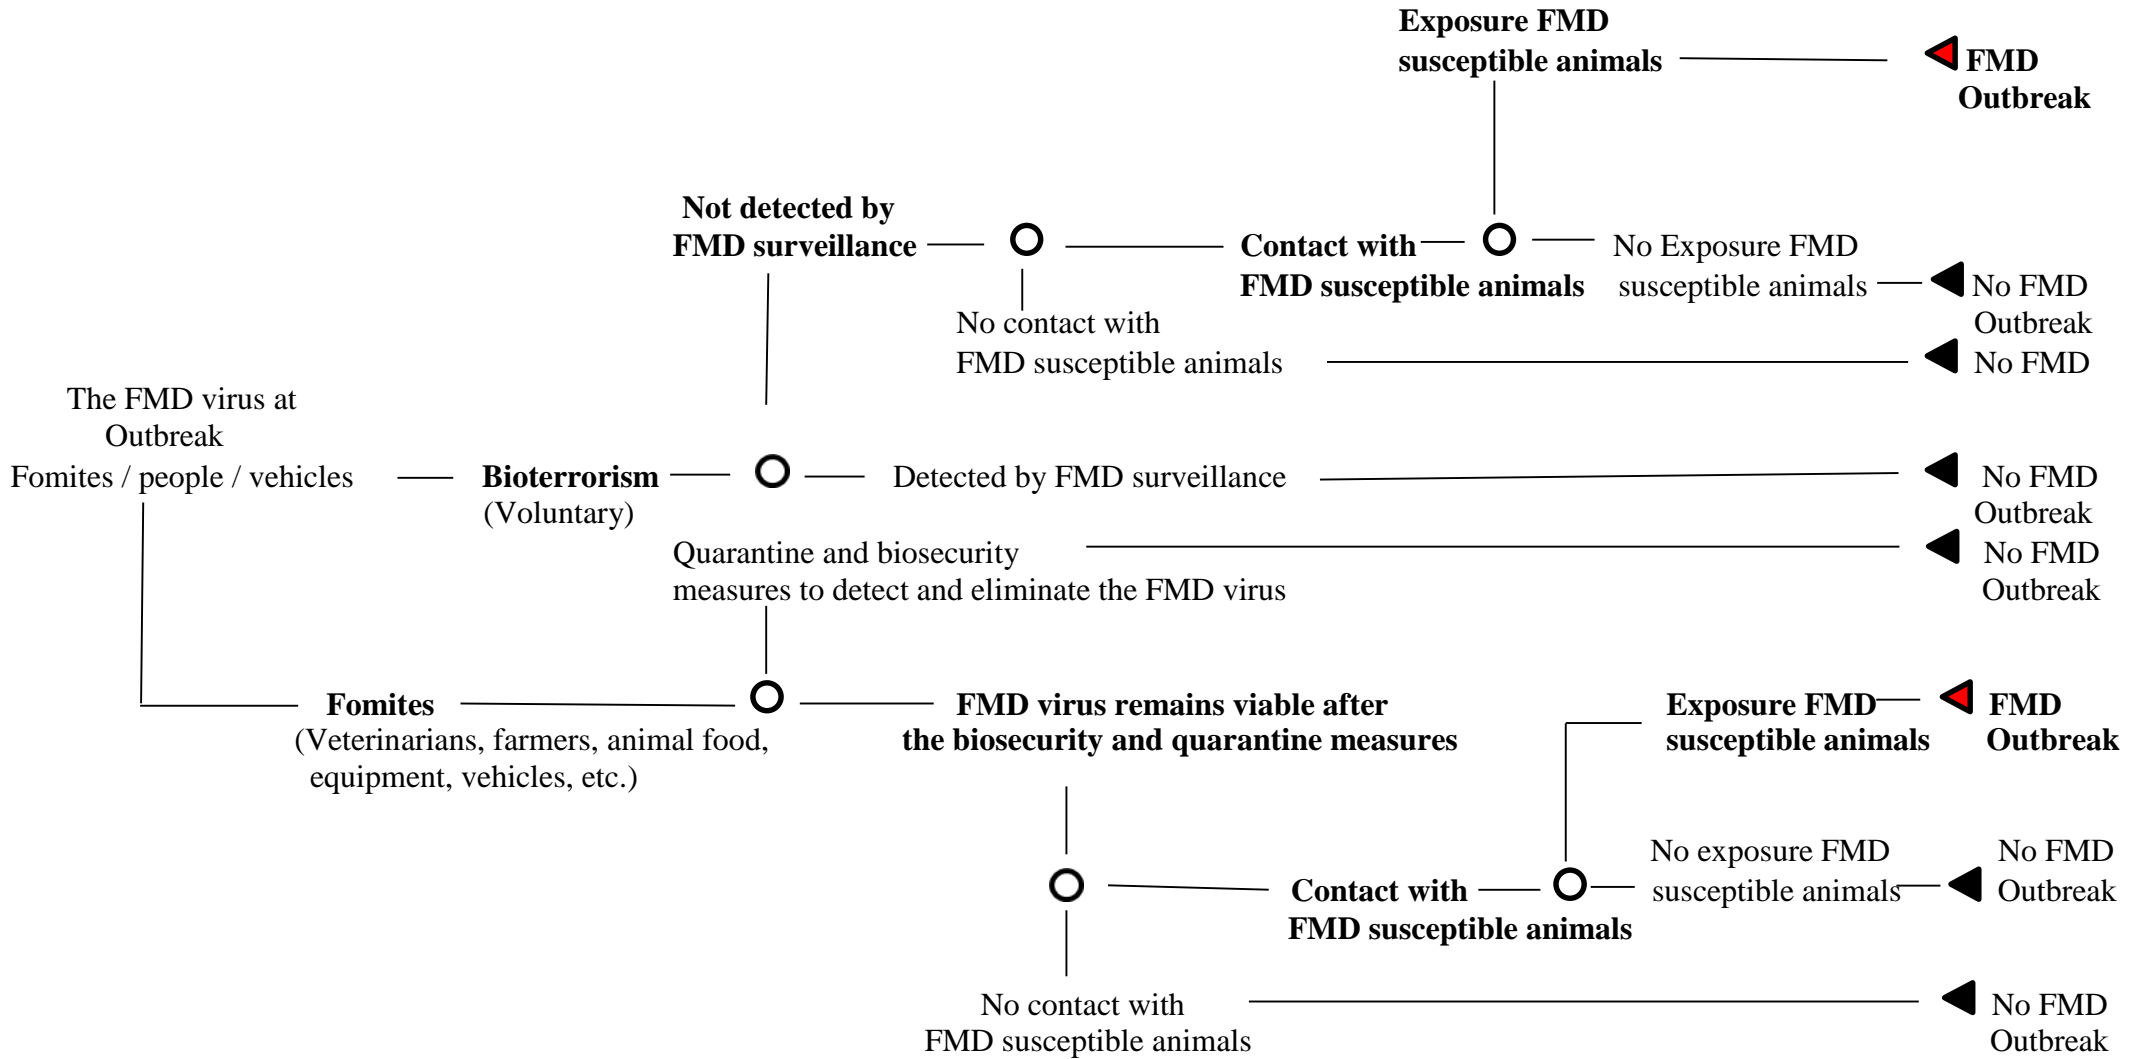 Exposure FMD
susceptible animals
FMD
Outbreak
Not detected by
FMD surveillance
Contact with
FMD susceptible animals
No Exposure FMD
susceptible animals
No FMD
Outbreak
No contact with
FMD susceptible animals
No FMD
The FMD virus at
Outbreak
Fomites / people / vehicles
Bioterrorism
(Voluntary)
Detected by FMD surveillance
No FMD
Outbreak
Quarantine and biosecurity
measures to detect and eliminate the FMD virus
No FMD
Outbreak
Fomites
(Veterinarians, farmers, animal food,
equipment, vehicles, etc.)
FMD virus remains viable after
the biosecurity and quarantine measures
Exposure FMD
susceptible animals
FMD
Outbreak
Contact with
FMD susceptible animals
No exposure FMD
susceptible animals
No FMD
Outbreak
No contact with
FMD susceptible animals
No FMD
Outbreak